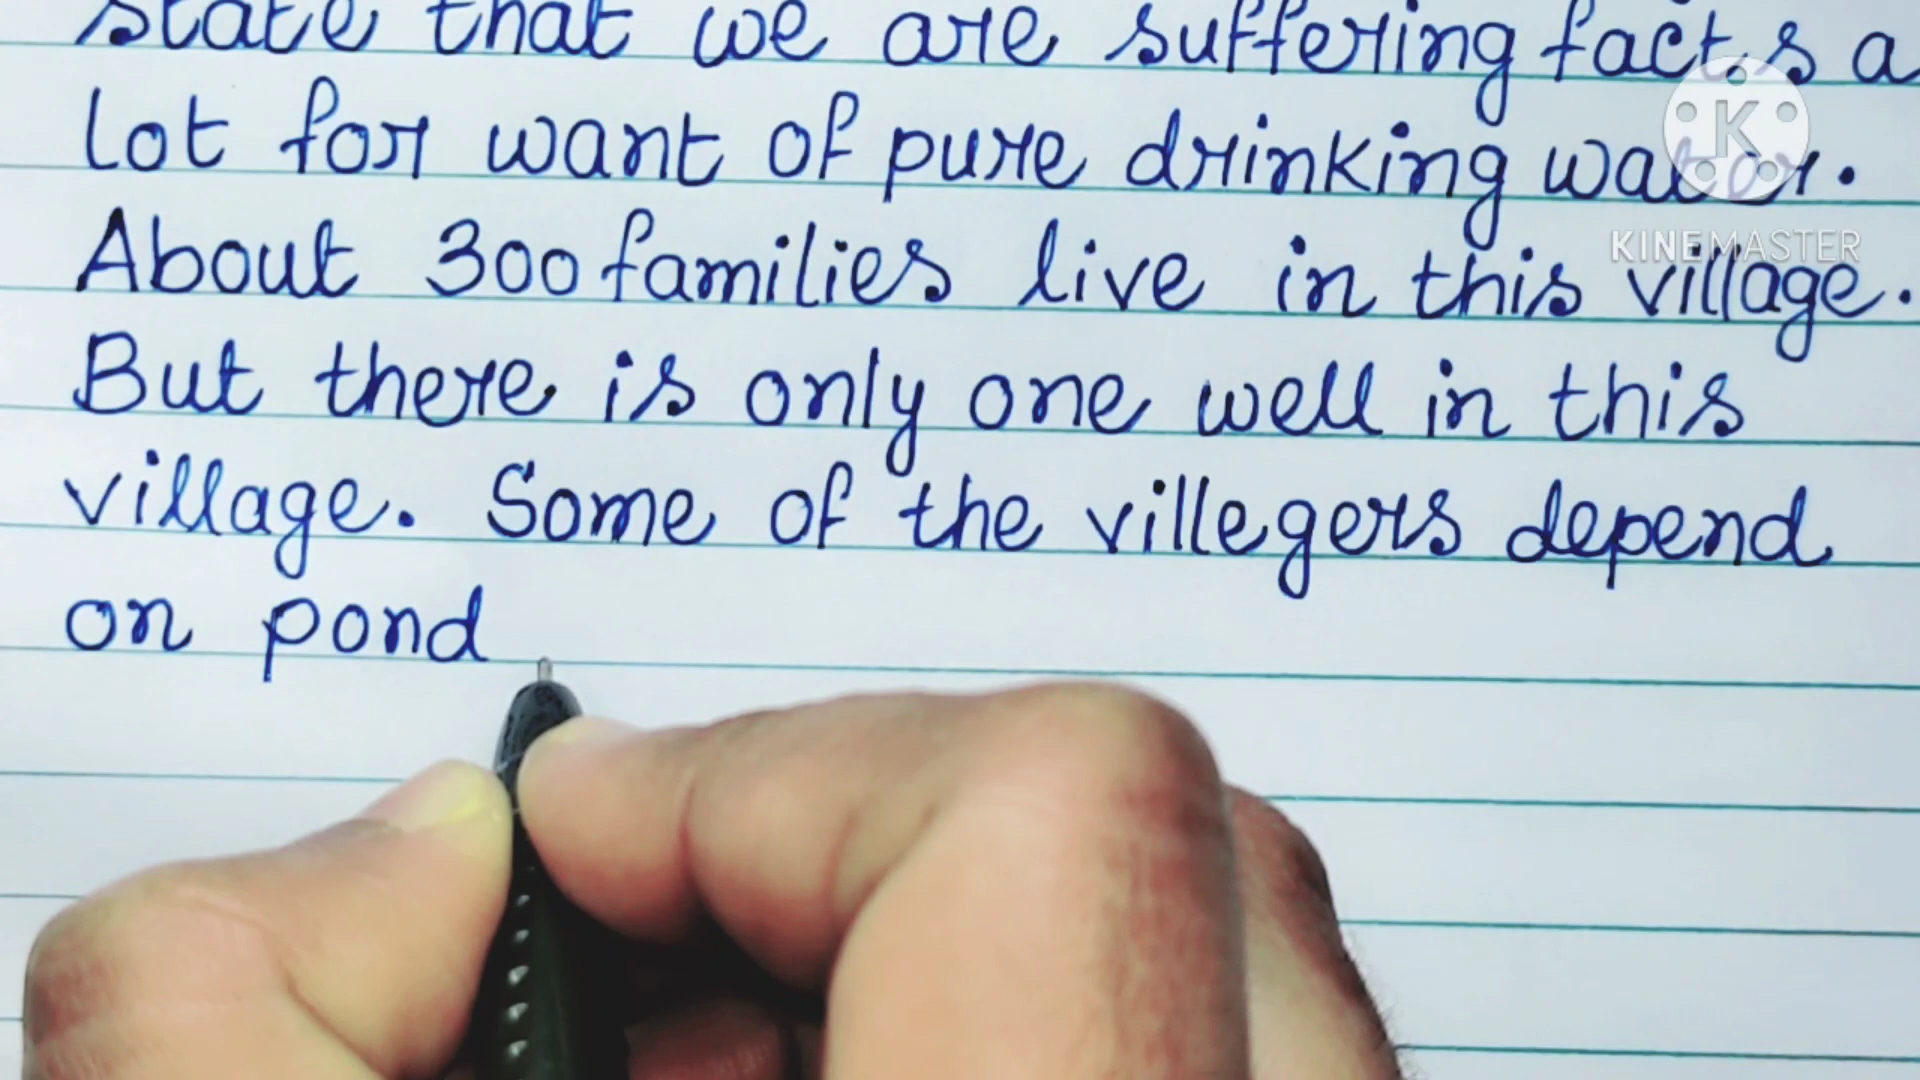 state that we are suffering facts a
lot for want of pure drinking water.
About 300 families live in this village.
But there is only one well in this
village. Some of the villegers depend
on pond
KINEMASTER